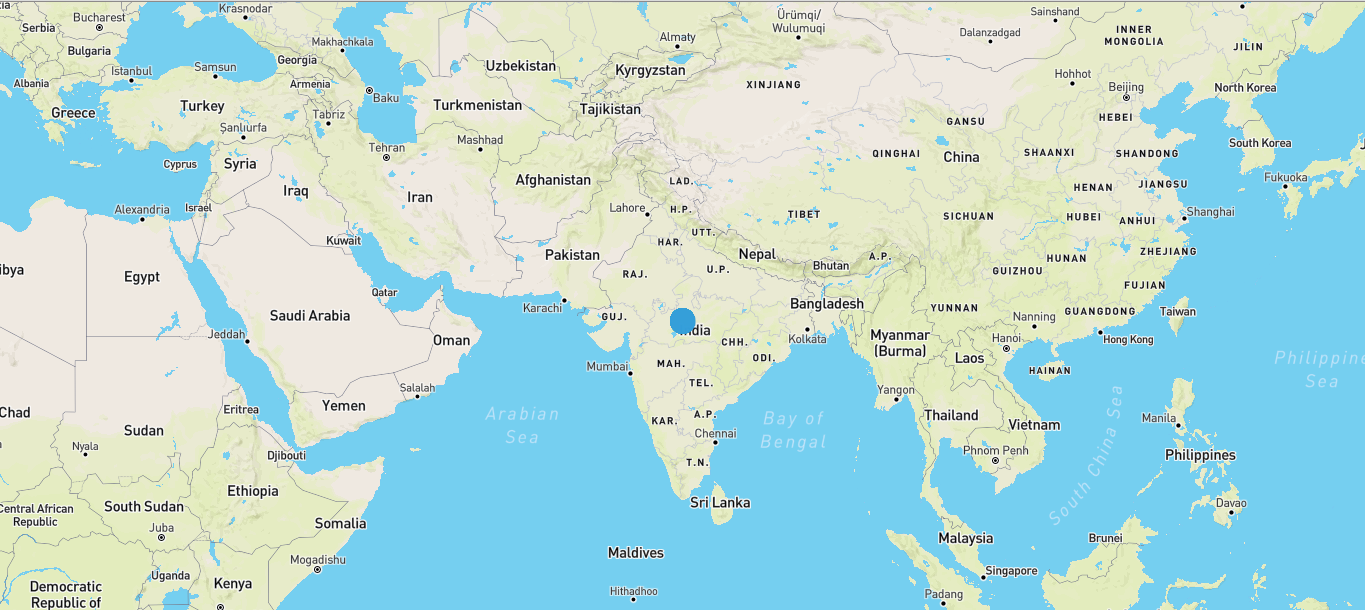 Krasnodar
Bucharest
Serbia
Bulgaria
Istanbul
Samsun
Georgia
Makhachkala
Albania
Armenia
Greece
Turkey
Baku
Şanlıurfa
Tabriz
Cyprus
Syria
Tehran
Mashhad
Uzbekistan
Turkmenistan
Almaty
Kyrgyzstan
Tajikistan
Ürümqi/
Wulumuqi
XINJIANG
Sainshand
Dalanzadgad
INNER
MONGOLIA
JILIN
Hohhot
Beijing
North Korea
HEBEI
GANSU
QINGHAI
China
SHAANXI
SHANDONG
South Korea
Fukuoka
HENAN
JIANGSU
Shanghai
HUBEI
ANHUI
SICHUAN
TIBET
ZHEJIANG
HUNAN
GUIZHOU
FUJIAN
YUNNAN
GUANGDONG
Taiwan
Nanning
Hanoi
Hong Kong
Iraq
Iran
Afghanistan
LAD.
Lahore
H.P.
UTT.
HAR.
Alexandria
Israel
Kuwait
Pakistan
Nepal
Bhutan
A.P.
RAJ.
U.P.
ibya
Egypt
Qatar
Karachi
Bangladesh
Saudi Arabia
GUJ.
India
Kolkata
Jeddah
Oman
CHH.
ODI.
Mumbai
MAH.
TEL.
Myanmar
(Burma)
Laos
HAINAN
Philippine
Sea
Salalah
Yangon
Chad
Eritrea
Yemen
Arabian
Sea
KAR.
A.P.
Chennai
Bay of
Bengal
Thailand
Vietnam
South China Sea
Manila
Sudan
Nyala
Djibouti
T.N.
Phnom Penh
Philippines
Ethiopia
Sri Lanka
Davao
Central African
Republic
South Sudan
Juba
Somalia
Mogadishu
Maldives
Malaysia
Brunei
Uganda
Kenya
Democratic
Republic of
Hithadhoo
Singapore
Padang